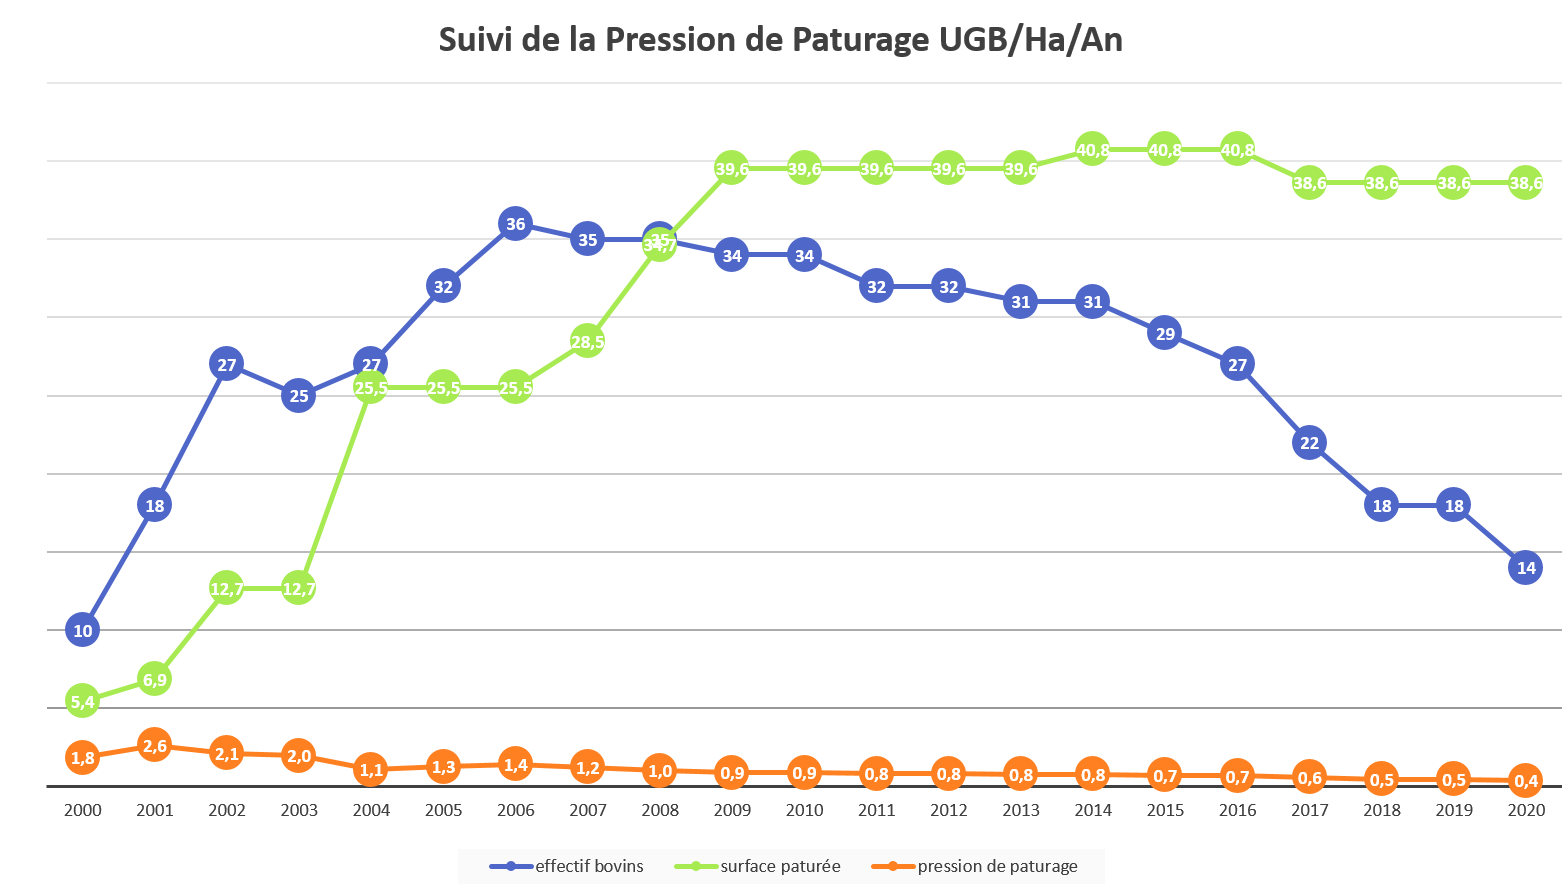 Suivi de la Pression de Paturage UGB/Ha/An
39,6 39,6 39,6 39,6 39,6 40,8 40,8 40,8 38,6 38,6 38,6 38,6
10 18 27 25 27 32 36 35 35 34 34 32 32 31 31 29 27 22 18 18 14
5,4 6,9 12,7 12,7 25,5 25,5 25,5 28,5 34,7
1,8 2,6 2,1 2,0 1,1 1,3 1,4 1,2 1,0 0,9 0,9 0,8 0,8 0,8 0,8 0,7 0,7 0,6 0,5 0,5 0,4
2000 2001 2002 2003 2004 2005 2006 2007 2008 2009 2010 2011 2012 2013 2014 2015 2016 2017 2018 2019 2020
effectif bovins surface paturée pression de paturage